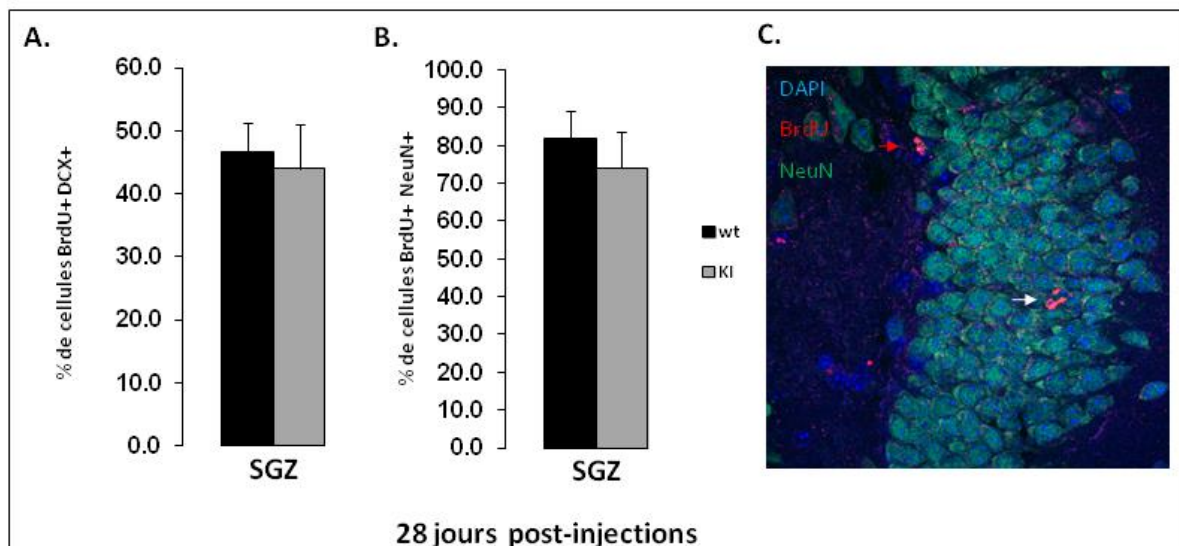 A.
60.0
50.0
40.0
30.0
20.0
10.0
0.0
% de cellules BrdU+ DCX+
SGZ
B.
100.0
90.0
80.0
70.0
60.0
50.0
40.0
30.0
20.0
10.0
0.0
% de cellules BrdU+ NeuN+
SGZ
wt
KI
C.
DAPI
BrdU
NeuN
28 jours post-injections